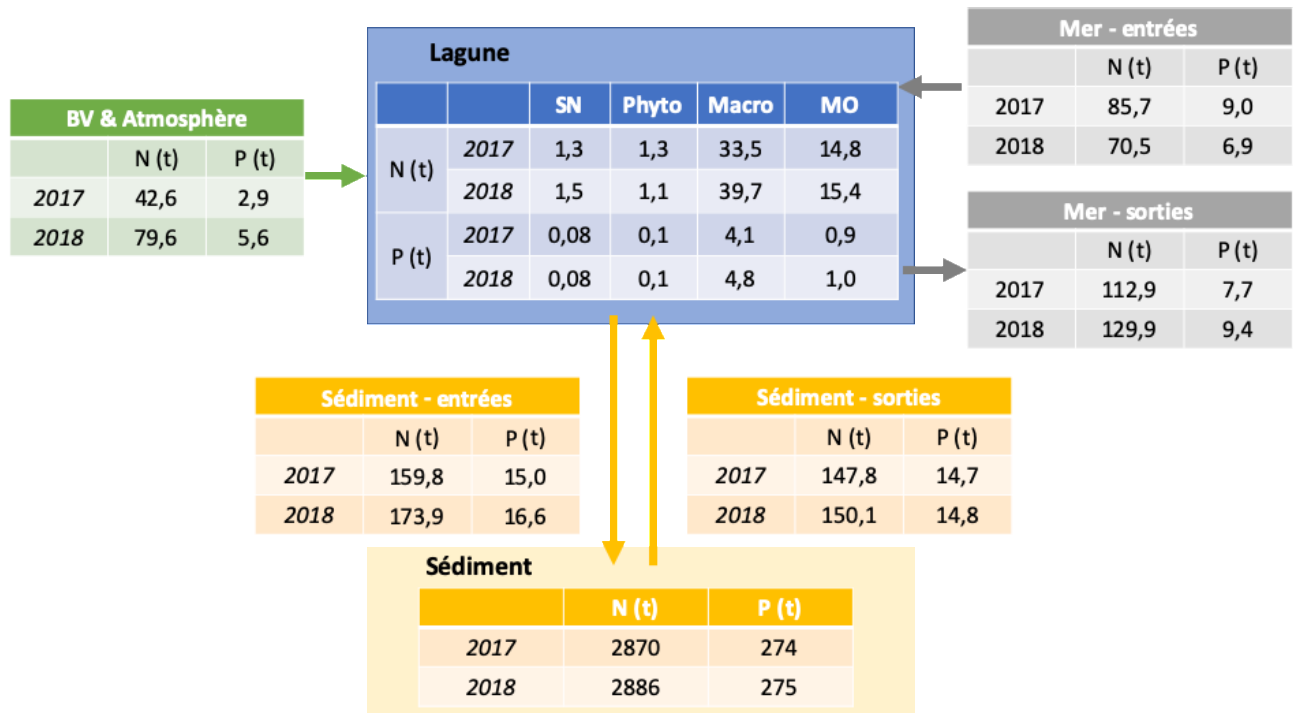 BV & Atmosphère
N (t) P (t)
2017 42,6 2,9
2018 79,6 5,6
Lagune
SN Phyto Macro MO
N (t)
2017 1,3 1,3 33,5 14,8
2018 1,5 1,1 39,7 15,4
P (t)
2017 0,08 0,1 4,1 0,9
2018 0,08 0,1 4,8 1,0
Mer - entrées
N (t) P (t)
2017 85,7 9,0
2018 70,5 6,9
Mer - sorties
N (t) P (t)
2017 112,9 7,7
2018 129,9 9,4
Sédiment - entrées
N (t) P (t)
2017 159,8 15,0
2018 173,9 16,6
Sédiment - sorties
N (t) P (t)
2017 147,8 14,7
2018 150,1 14,8
Sédiment
N (t) P (t)
2017 2870 274
2018 2886 275